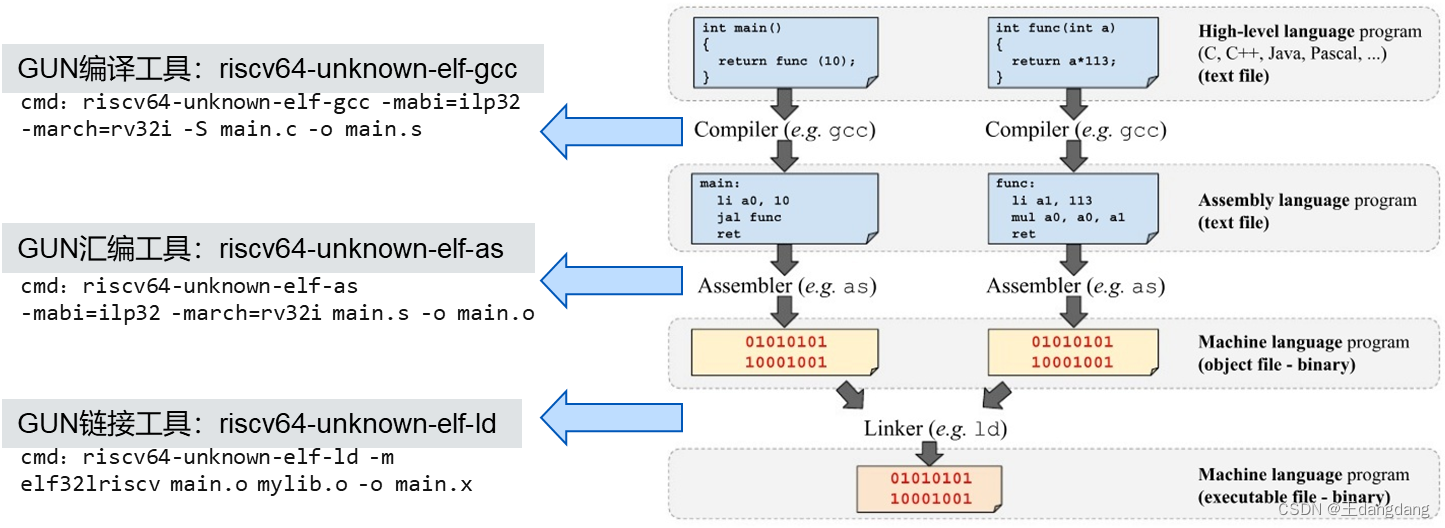 GUN编译工具：riscv64-unknown-elf-gcc
cmd：riscv64-unknown-elf-gcc -mabi=ilp32
-march=rv32i -S main.c -o main.s
GUN汇编工具：riscv64-unknown-elf-as
cmd：riscv64-unknown-elf-as
-mabi=ilp32 -march=rv32i main.s -o main.o
GUN链接工具：riscv64-unknown-elf-ld
cmd：riscv64-unknown-elf-ld -m
elf32lriscv main.o mylib.o -o main.x
int main()
{
return func (10);
}
int func(int a)
{
return a*113;
}
High-level language program
(C, C++, Java, Pascal, ...)
(text file)
Compiler (e.g. gcc)
Compiler (e.g. gcc)
main:
li a0, 10
jal func
ret
func:
li a1, 113
mul a0, a0, a1
ret
Assembly language program
(text file)
Assembler (e.g. as)
Assembler (e.g. as)
01010101
10001001
01010101
10001001
Machine language program
(object file - binary)
Linker (e.g. ld)
01010101
10001001
Machine language program
(executable file - binary)
CSDN @王dangdang